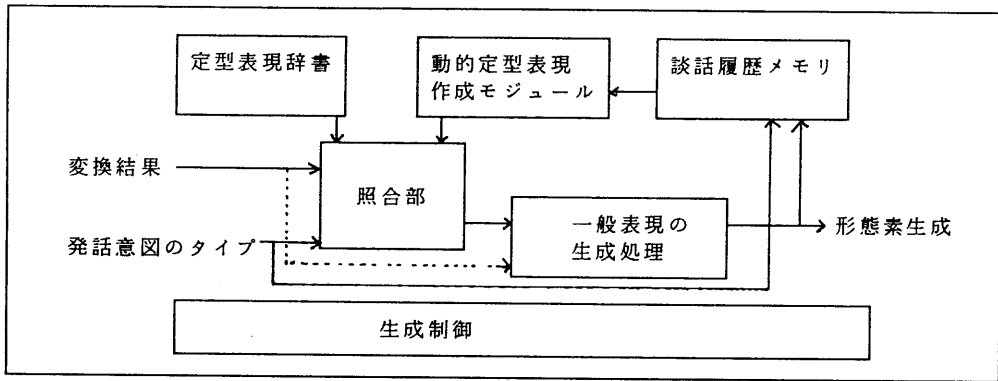 定型表現辞書
動的定型表現
作成モジュール
談話履歴メモリ
変換結果
照合部
一般表現の
生成処理
形態素生成
発話意図のタイプ
生成制御